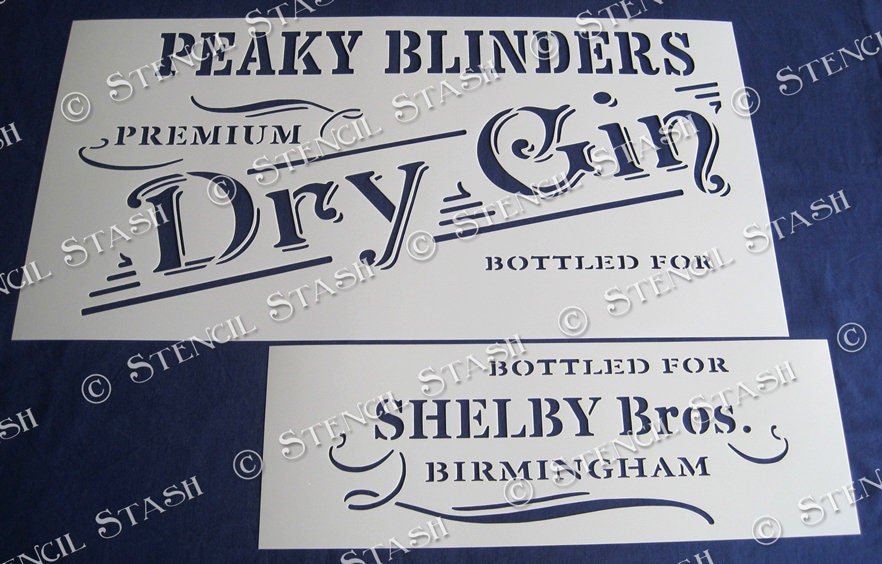 PEAKY BLINDERS
PREMIUM
Dry Gin
BOTTLED FOR
BOTTLED FOR
SHELBY Bros.
BIRMINGHAM
© STENCIL STASH